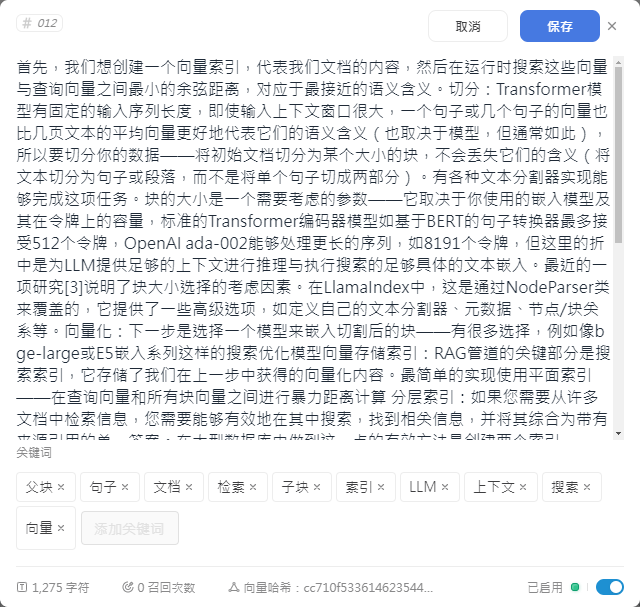 # 012
取消
保存
首先，我们想创建一个向量索引，代表我们文档的内容，然后在运行时搜索这些向量
与查询向量之间最小的余弦距离，对应于最接近的语义含义。切分：Transformer模
型有固定的输入序列长度，即使输入上下文窗口很大，一个句子或几个句子的向量也
比几页文本的平均向量更好地代表它们的语义含义（也取决于模型，但通常如此），
所以要切分你的数据——将初始文档切分为某个大小的块，不会丢失它们的含义（将
文本切分为句子或段落，而不是将单个句子切成两部分）。有各种文本分割器实现能
够完成这项任务。块的大小是一个需要考虑的参数——它取决于你使用的嵌入模型及
其在令牌上的容量，标准的Transformer编码器模型如基于BERT的句子转换器最多接
受512个令牌，OpenAI ada-002能够处理更长的序列，如8191个令牌，但这里的折
中是为LLM提供足够的上下文进行推理与执行搜索的足够具体的文本嵌入。最近的一
项研究[3]说明了块大小选择的考虑因素。在LlamaIndex中，这是通过NodeParser类
来覆盖的，它提供了一些高级选项，如定义自己的文本分割器、元数据、节点/块关
系等。向量化：下一步是选择一个模型来嵌入切割后的块——有很多选择，例如像b
ge-large或E5嵌入系列这样的搜索优化模型向量存储索引：RAG管道的关键部分是搜
索索引，它存储了我们在上一步中获得的向量化内容。最简单的实现使用平面索引
——在查询向量和所有块向量之间进行暴力距离计算 分层索引：如果您需要从许多
文档中检索信息，您需要能够有效地在其中搜索，找到相关信息，并将其综合为带有
来源引用的单一答案：在大型数据库中做到这一点的有效方法是创建两个索引
关键词
父块 × 句子 × 文档 × 检索 × 子块 × 索引 × LLM × 上下文 × 搜索 ×
向量 × 添加关键词
1,275 字符 0 召回次数 向量哈希：cc710f533614623544... 已启用